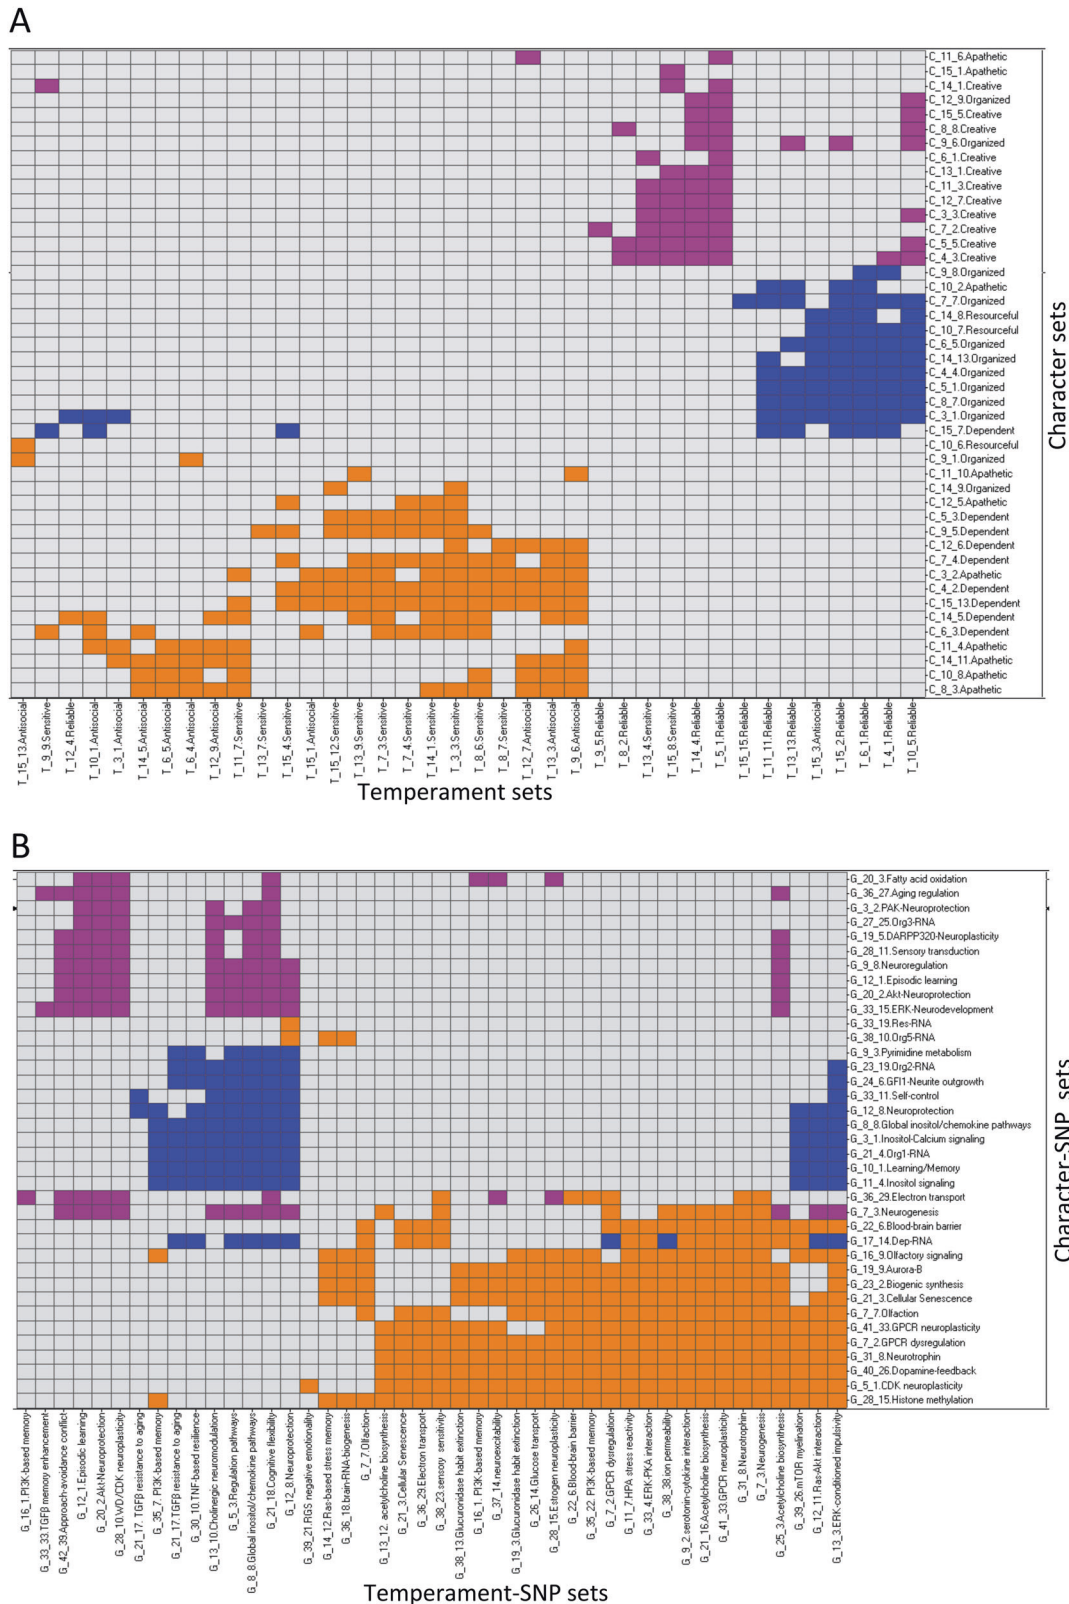 A
C_11_6.Apathetic
C_15_1.Apathetic
C_14_1.Creative
C_12_9.Organized
C_15_5.Creative
C_8_8.Creative
C_9_6.Organized
C_6_1.Creative
C_13_1.Creative
C_11_3.Creative
C_12_7.Creative
C_3_3.Creative
C_7_2.Creative
C_5_5.Creative
C_4_3.Creative
C_9_8.Organized
C_10_2.Apathetic
C_7_7.Organized
C_14_8.Resourceful
C_10_7.Resourceful
C_6_5.Organized
C_14_13.Organized
C_4_4.Organized
C_5_1.Organized
C_8_7.Organized
C_3_1.Organized
C_15_7.Dependent
C_10_6.Resourceful
C_9_1.Organized
C_11_10.Apathetic
C_14_9.Organized
C_12_5.Apathetic
C_5_3.Dependent
C_9_5.Dependent
C_12_6.Dependent
C_7_4.Dependent
C_3_2.Apathetic
C_4_2.Dependent
C_15_13.Dependent
C_14_5.Dependent
C_6_3.Dependent
C_11_4.Apathetic
C_14_11.Apathetic
C_10_8.Apathetic
C_8_3.Apathetic
Character sets
T_15_13.Antisocial
T_9_9.Sensitive
T_12_4.Reliable
T_10_1.Antisocial
T_3_1.Antisocial
T_14_5.Antisocial
T_6_5.Antisocial
T_6_4.Antisocial
T_12_9.Antisocial
T_11_7.Sensitive
T_13_7.Sensitive
T_15_4.Sensitive
T_15_1.Antisocial
T_15_12.Sensitive
T_13_9.Sensitive
T_7_3.Sensitive
T_7_4.Sensitive
T_14_1.Sensitive
T_3_3.Sensitive
T_8_6.Sensitive
T_8_7.Sensitive
T_12_7.Antisocial
T_13_3.Antisocial
T_9_6.Antisocial
T_9_5.Reliable
T_8_2.Reliable
T_13_4.Sensitive
T_15_8.Sensitive
T_14_4.Reliable
T_5_1.Reliable
T_15_15.Reliable
T_11_11.Reliable
T_13_13.Reliable
T_15_3.Antisocial
T_15_2.Reliable
T_6_1.Reliable
T_4_1.Reliable
T_10_5.Reliable
Temperament sets
B
G_20_3.Fatty acid oxidation
G_36_27.Aging regulation
G_3_2.PAK-Neuroprotection
G_27_25.Org3-RNA
G_19_5.DARPP320-Neuroplasticity
G_28_11.Sensory transduction
G_9_8.Neuroregulation
G_12_1.Episodic learning
G_20_2.Akt-Neuroprotection
G_33_15.ERK-Neurodevelopment
G_33_19.Res-RNA
G_38_10.Org5-RNA
G_9_3.Pyrimidine metabolism
G_23_19.Org2-RNA
G_24_6.GFI1-Neurite outgrowth
G_33_11.Self-control
G_12_8.Neuroprotection
G_8_8.Global inositol/chemokine pathways
G_3_1.Inositol-Calcium signaling
G_21_4.Org1-RNA
G_10_1.Learning/Memory
G_11_4.Inositol signaling
G_36_29.Electron transport
G_7_3.Neurogenesis
G_22_6.Blood-brain barrier
G_17_14.Dep-RNA
G_16_9.Olfactory signaling
G_19_9.Aurora-B
G_23_2.Biogenic synthesis
G_21_3.Cellular Senescence
G_7_7.Olfaction
G_41_33.GPCR neuroplasticity
G_7_2.GPCR dysregulation
G_31_8.Neurotrophin
G_40_26.Dopamine-feedback
G_5_1.CDK neuroplasticity
G_28_15.Histone methylation
Character-SNP sets
G_16_1. PI3K-based memory
G_33_33.TGFβ memory enhancement
G_42_39.Approach-avoidance conflict
G_12_1.Episodic learning
G_20_2.Akt-Neuroprotection
G_28_10.WD/CDK neuroplasticity
G_21_17. TGFβ resistance to aging
G_35_7. PI3K-based memory
G_21_17.TGFβ resistance to aging
G_30_10.TNF-based resilience
G_13_10.Cholinergic neuromodulation
G_5_3.Regulation pathways
G_8_8.Global inositol/chemokine pathways
G_21_18.Cognitive flexibility
G_12_8.Neuroprotection
G_39_21.RGS negative emotionality
G_14_12.Ras-based stress memory
G_36_18.brain-RNA-biogenesis
G_7_7.Olfaction
G_13_12. acetylcholine biosynthesis
G_21_3.Cellular Senescence
G_36_29.Electron transport
G_38_23.sensory sensitivity
G_38_13.Glucuronidase habit extinction
G_16_1. PI3K-based memory
G_37_14.neuroexcitability
G_19_3.Glucuronidase habit extinction
G_26_14.Glucose transport
G_28_15.Estrogen neuroplasticity
G_22_6.Blood-brain barrier
G_35_22. PI3K-based memory
G_7_2.GPCR dysregulation
G_11_7.HPA stress reactivity
G_33_4.ERK-PKA interaction
G_38_38.ion permeability
G_9_2.serotonin-cytokine interaction
G_21_16.Acetylcholine biosynthesis
G_41_33.GPCR neuroplasticity
G_31_8.Neurotrophin
G_7_3.Neurogenesis
G_25_3.Acetylcholine biosynthesis
G_39_26.mTOR myelination
G_12_11.Ras-Akt interaction
G_13_3.ERK-conditioned impulsivity
Temperament-SNP sets